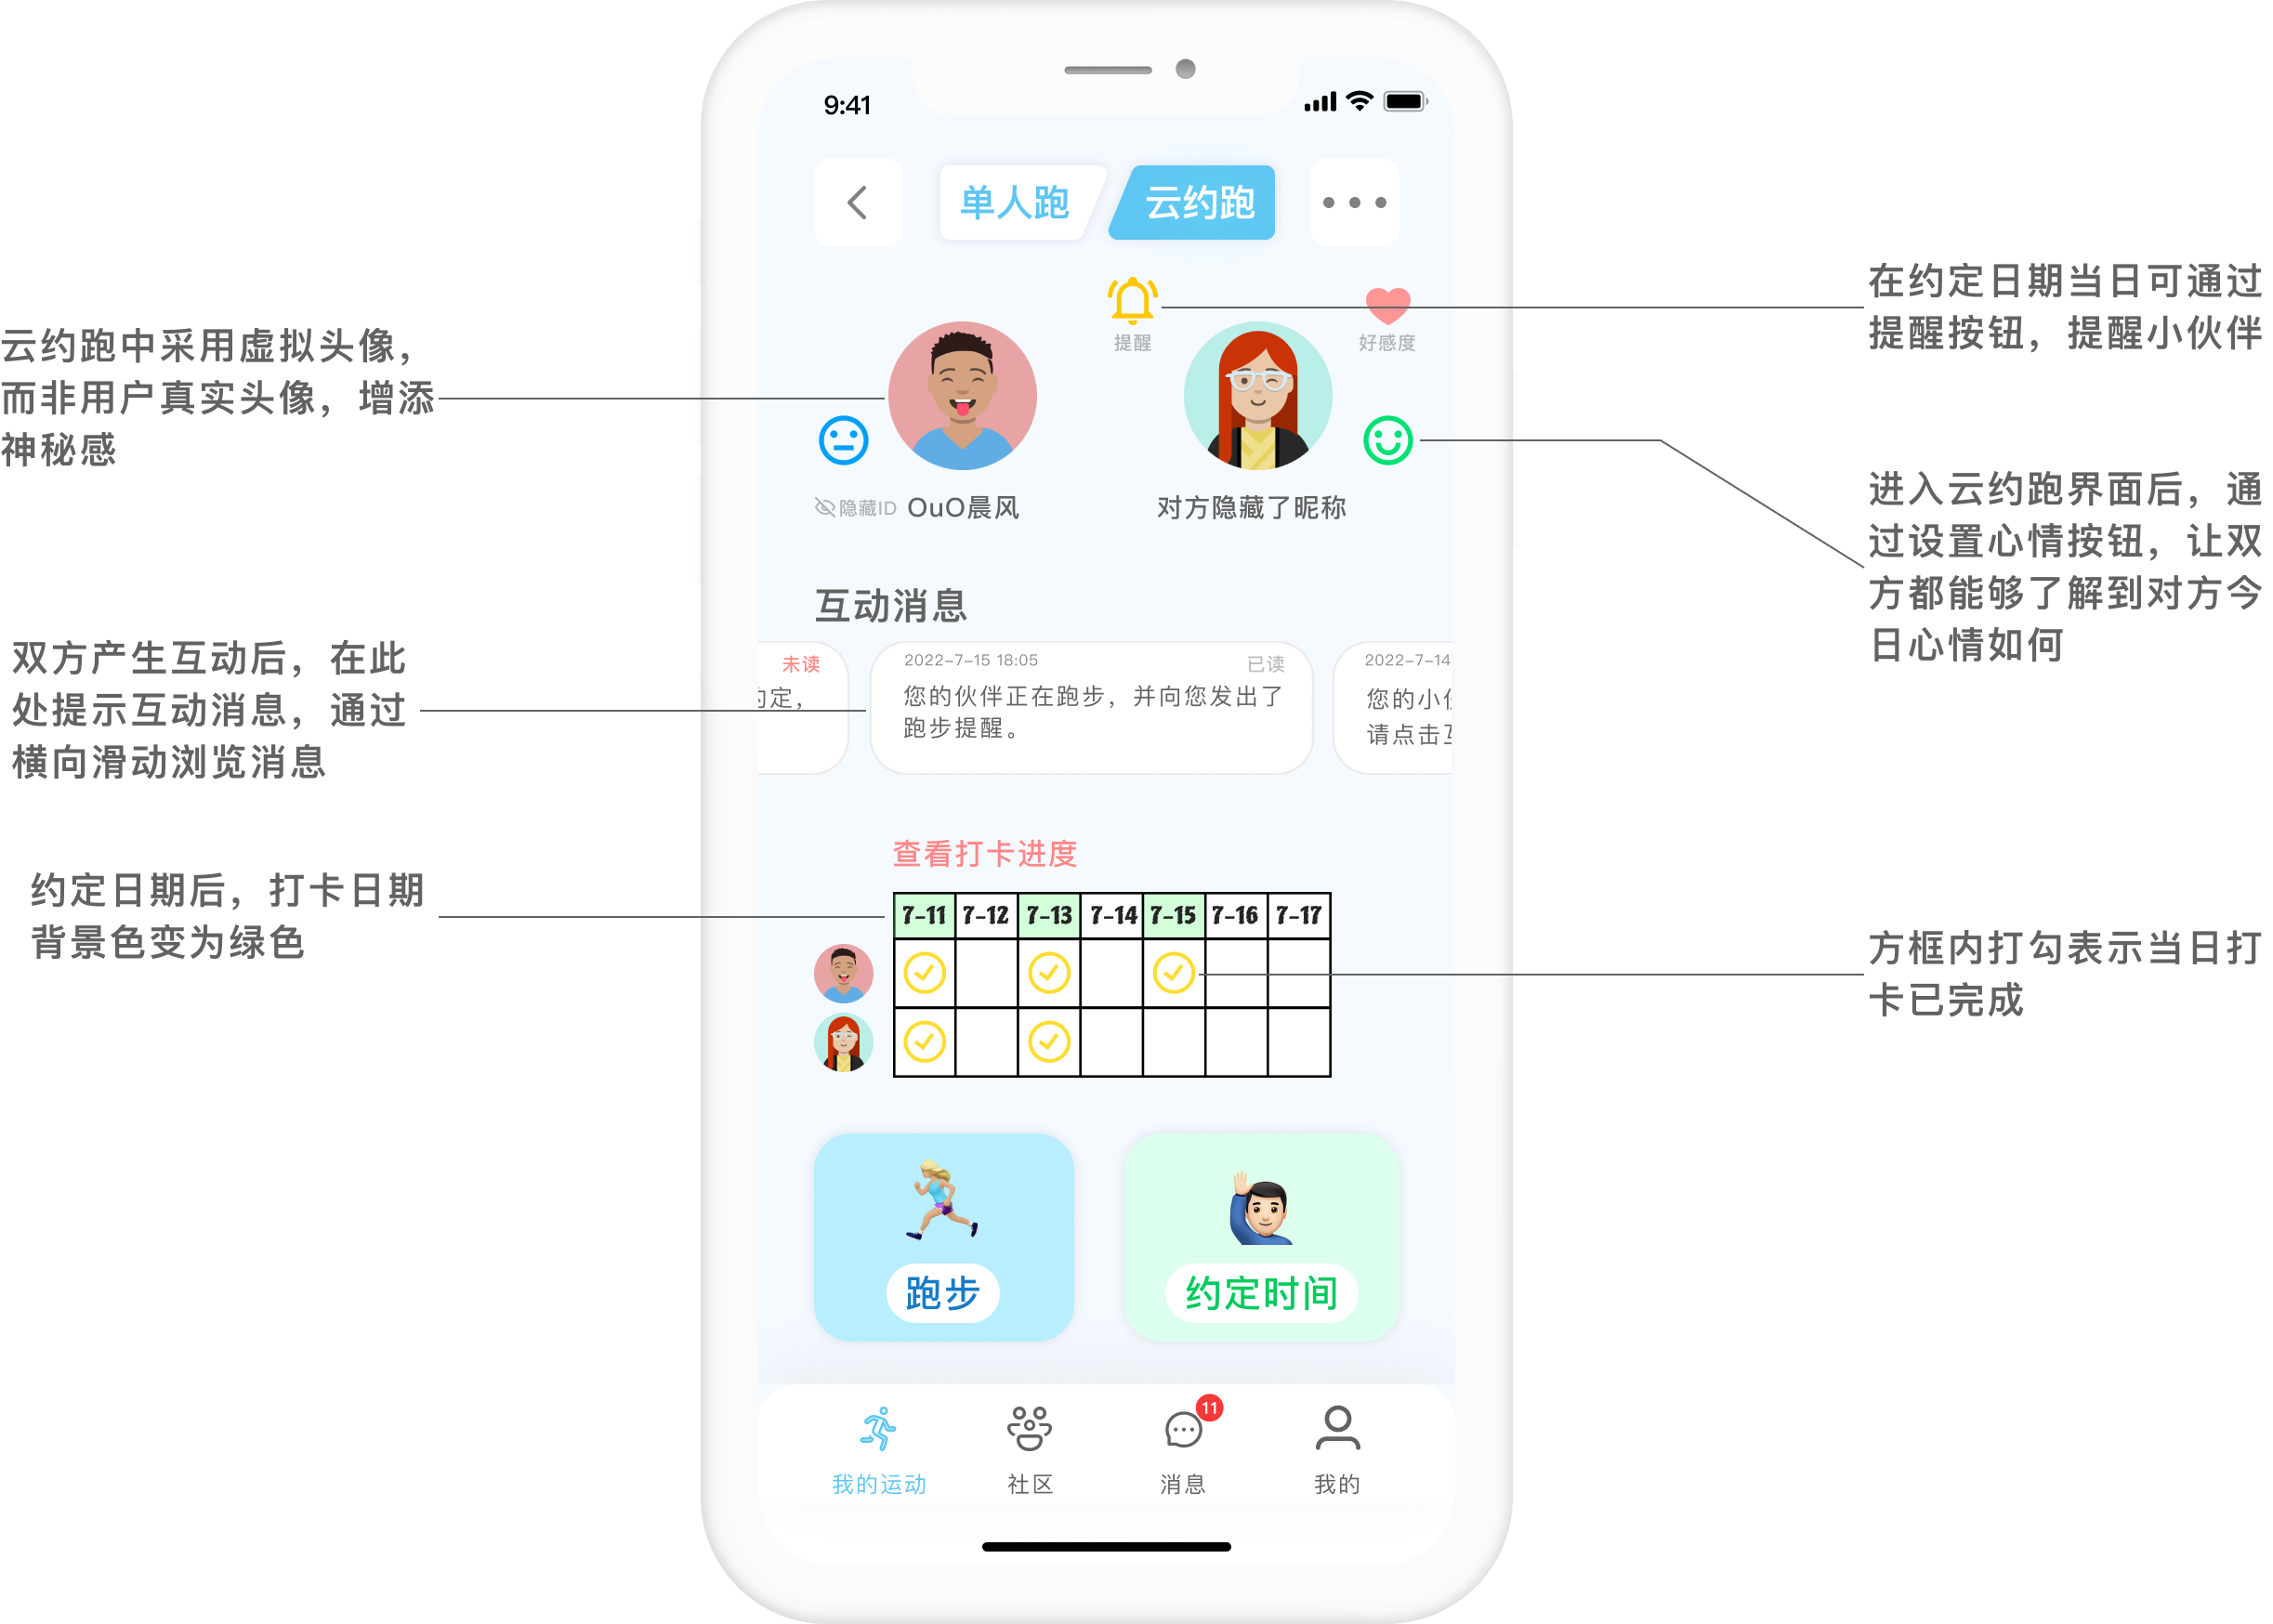 9:41
单人跑
云约跑
提醒
好感度
隐藏ID
OuO晨风
对方隐藏了昵称
互动消息
未读
约定，
2022-7-15 18:05
已读
您的伙伴正在跑步，并向您发出了
跑步提醒。
2022-7-14
您的小伙
请点击互
查看打卡进度
7-11 7-12 7-13 7-14 7-15 7-16 7-17
跑步
约定时间
我的运动
社区
11
消息
我的
云约跑中采用虚拟头像，
而非用户真实头像，增添
神秘感
双方产生互动后，在此
处提示互动消息，通过
横向滑动浏览消息
约定日期后，打卡日期
背景色变为绿色
在约定日期当日可通过
提醒按钮，提醒小伙伴
进入云约跑界面后，通
过设置心情按钮，让双
方都能够了解到对方今
日心情如何
方框内打勾表示当日打
卡已完成